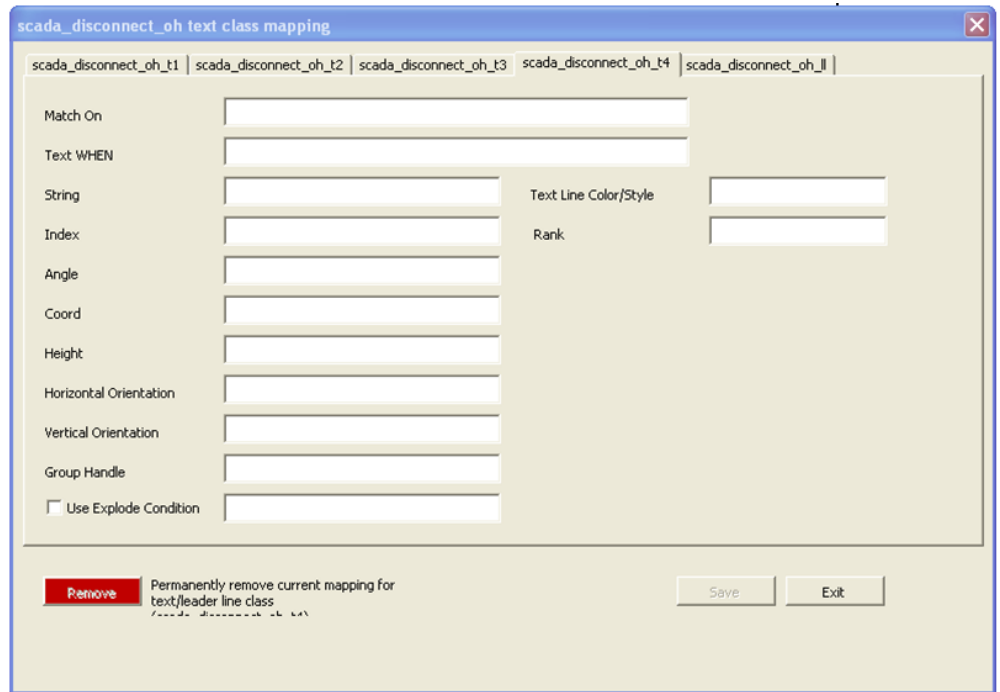 scada_disconnect_oh text class mapping
scada_disconnect_oh_t1 scada_disconnect_oh_t2 scada_disconnect_oh_t3 scada_disconnect_oh_t4 scada_disconnect_oh_ll
Match On
Text WHEN
String Text Line Color/Style
Index Rank
Angle
Coord
Height
Horizontal Orientation
Vertical Orientation
Group Handle
Use Explode Condition
Remove Permanently remove current mapping for
text/leader line class
(scada_disconnect_oh_t4)
Save Exit